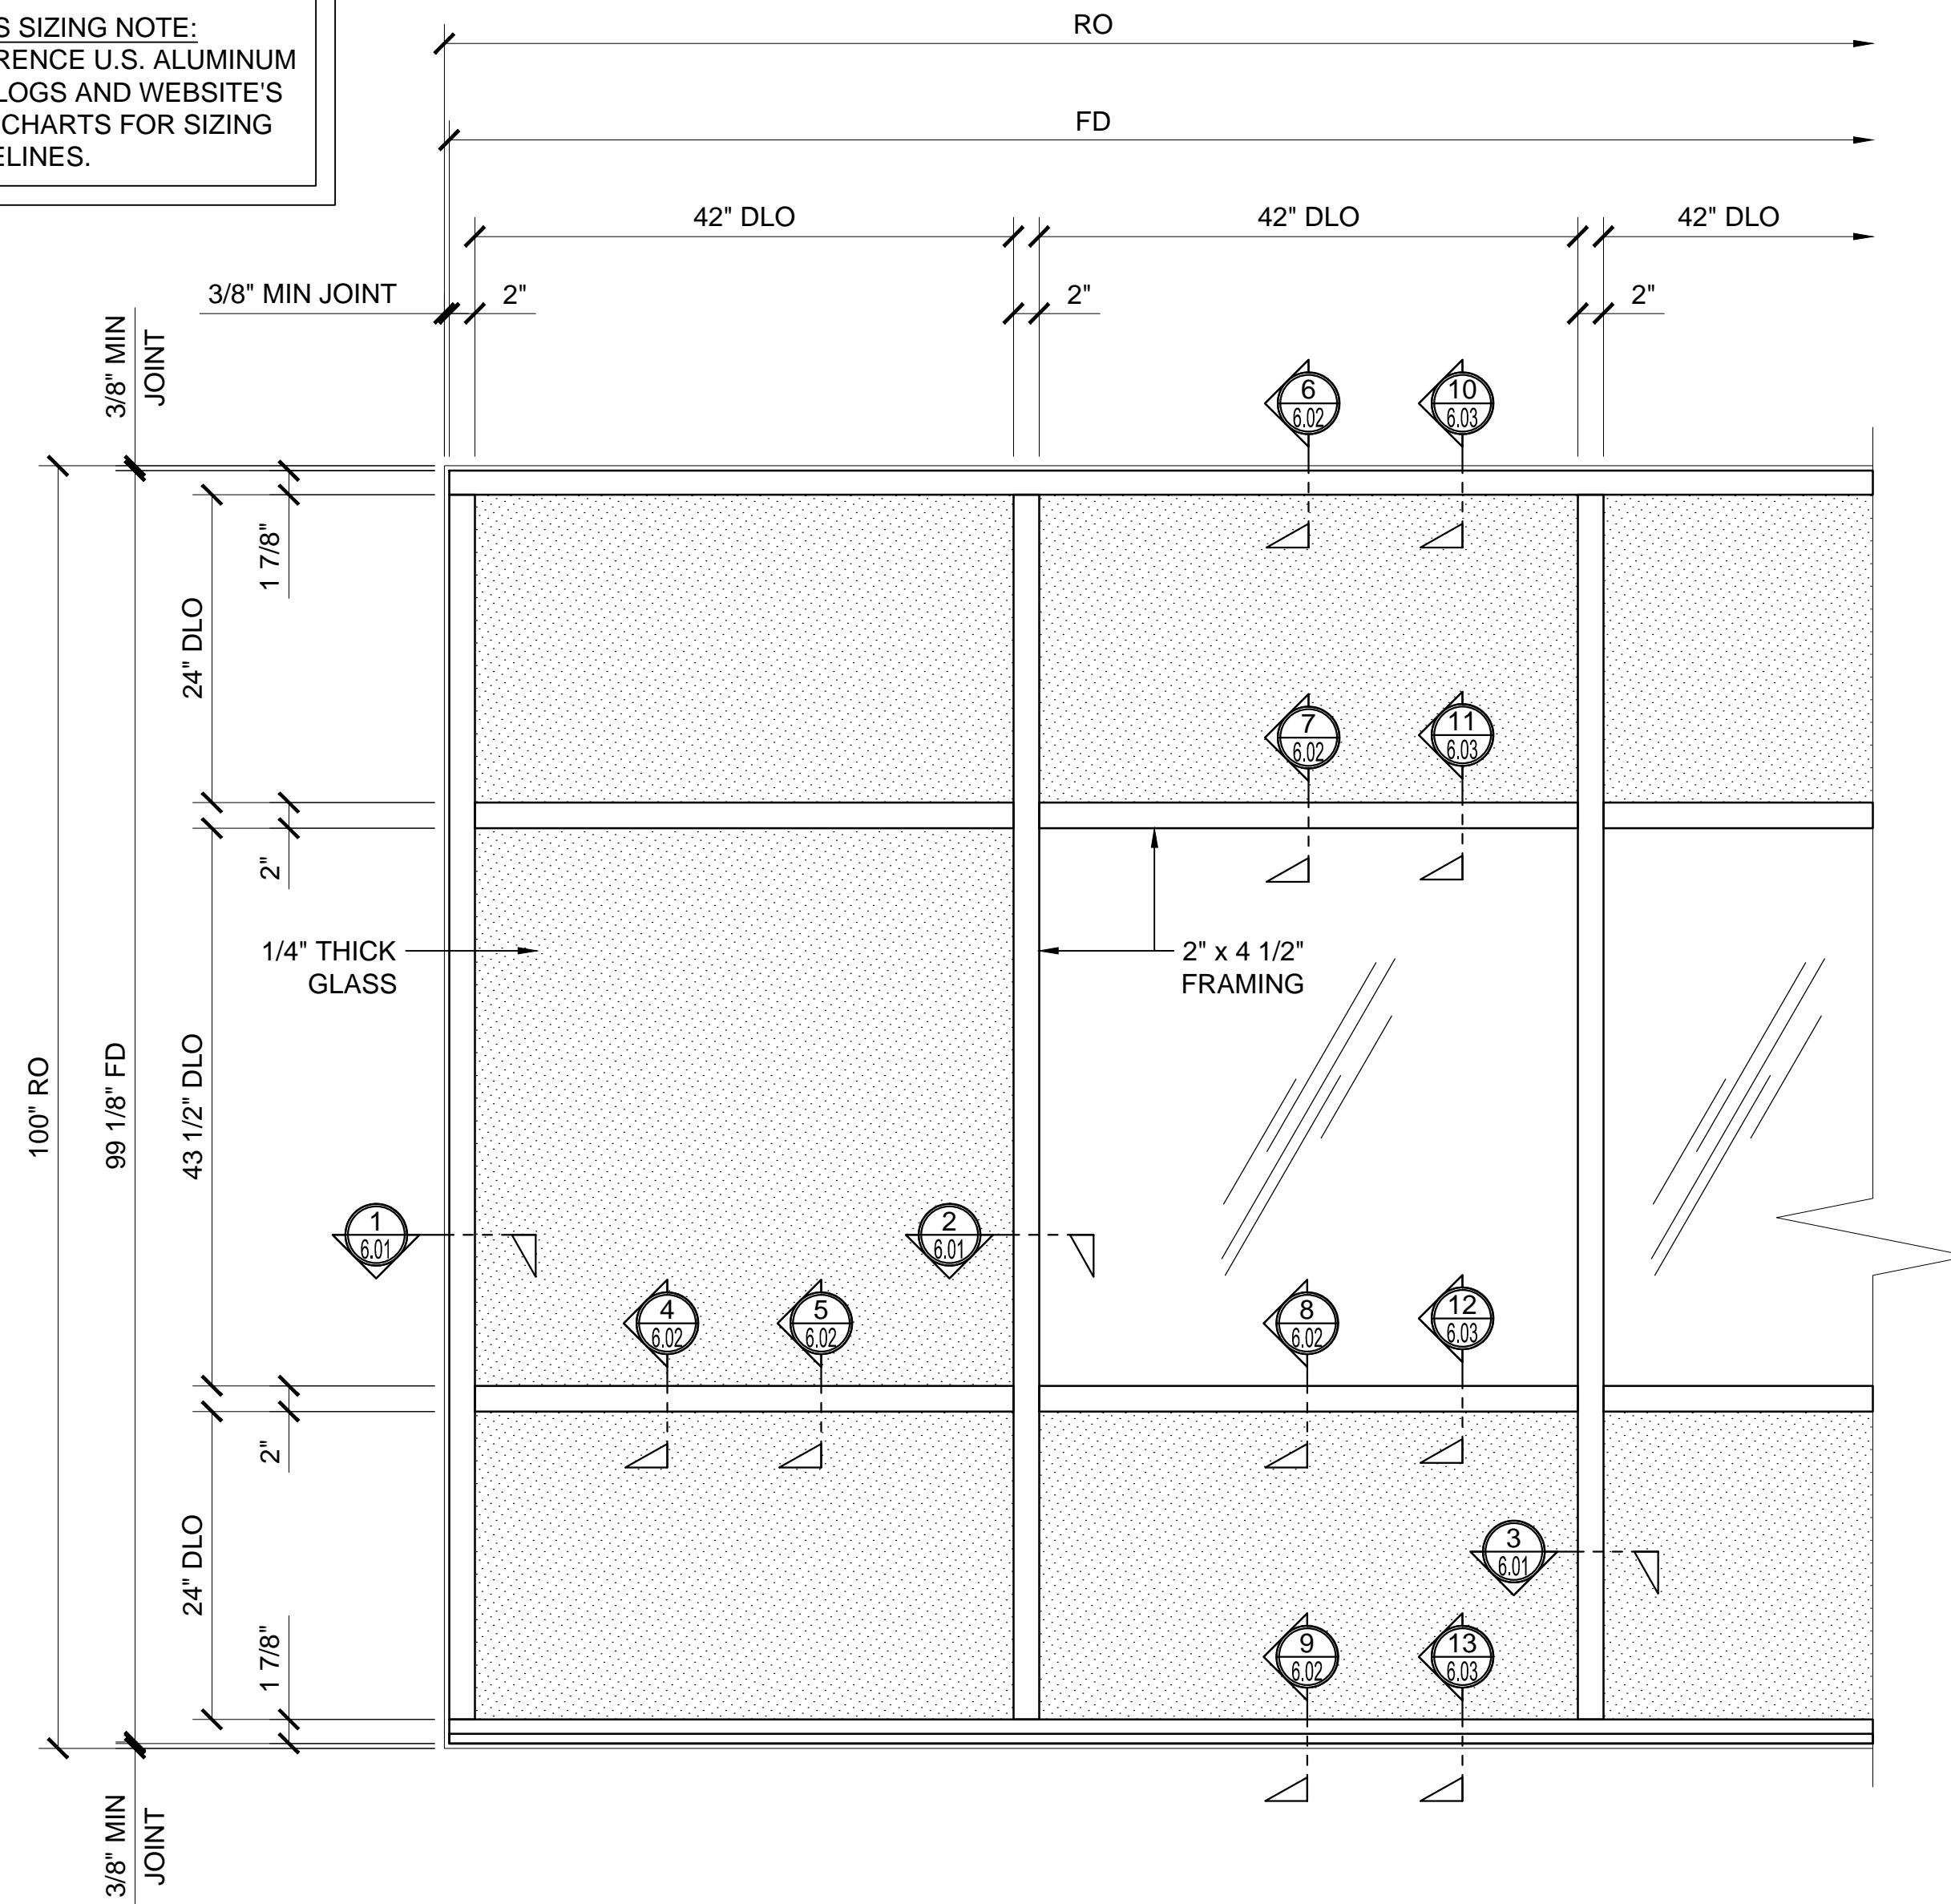 S SIZING NOTE:
RENCE U.S. ALUMINUM
LOGS AND WEBSITE'S
CHARTS FOR SIZING
ELINES.
RO
FD
42" DLO
42" DLO
42" DLO
3/8" MIN JOINT
2"
2"
2"
3/8" MIN
JOINT
6
6.02
10
6.03
1 7/8"
24" DLO
7
6.02
11
6.03
2"
1/4" THICK
GLASS
2" x 4 1/2"
FRAMING
100" RO
99 1/8" FD
43 1/2" DLO
1
6.01
2
6.01
4
6.02
5
6.02
8
6.02
12
6.03
2"
24" DLO
3
6.01
1 7/8"
9
6.02
13
6.03
3/8" MIN
JOINT